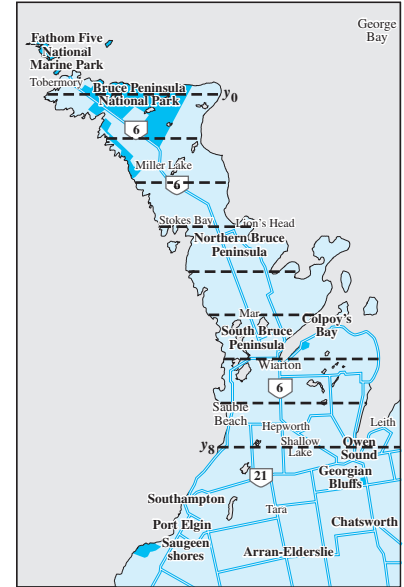 George
Bay
Fathom Five
National
Marine Park
Tobermory
Bruce Peninsula
National Park
y0
6
Miller Lake
6
Stokes Bay
Lion's Head
Northern Bruce
Peninsula
Mar
Colpoy's
Bay
South Bruce
Peninsula
Wiarton
6
Sauble
Beach
Hepworth
Leith
y8
Shallow
Lake
Owen
Sound
21
Georgian
Bluffs
Southampton
Tara
Port Elgin
Chatsworth
Saugeen
shores
Arran-Elderslie